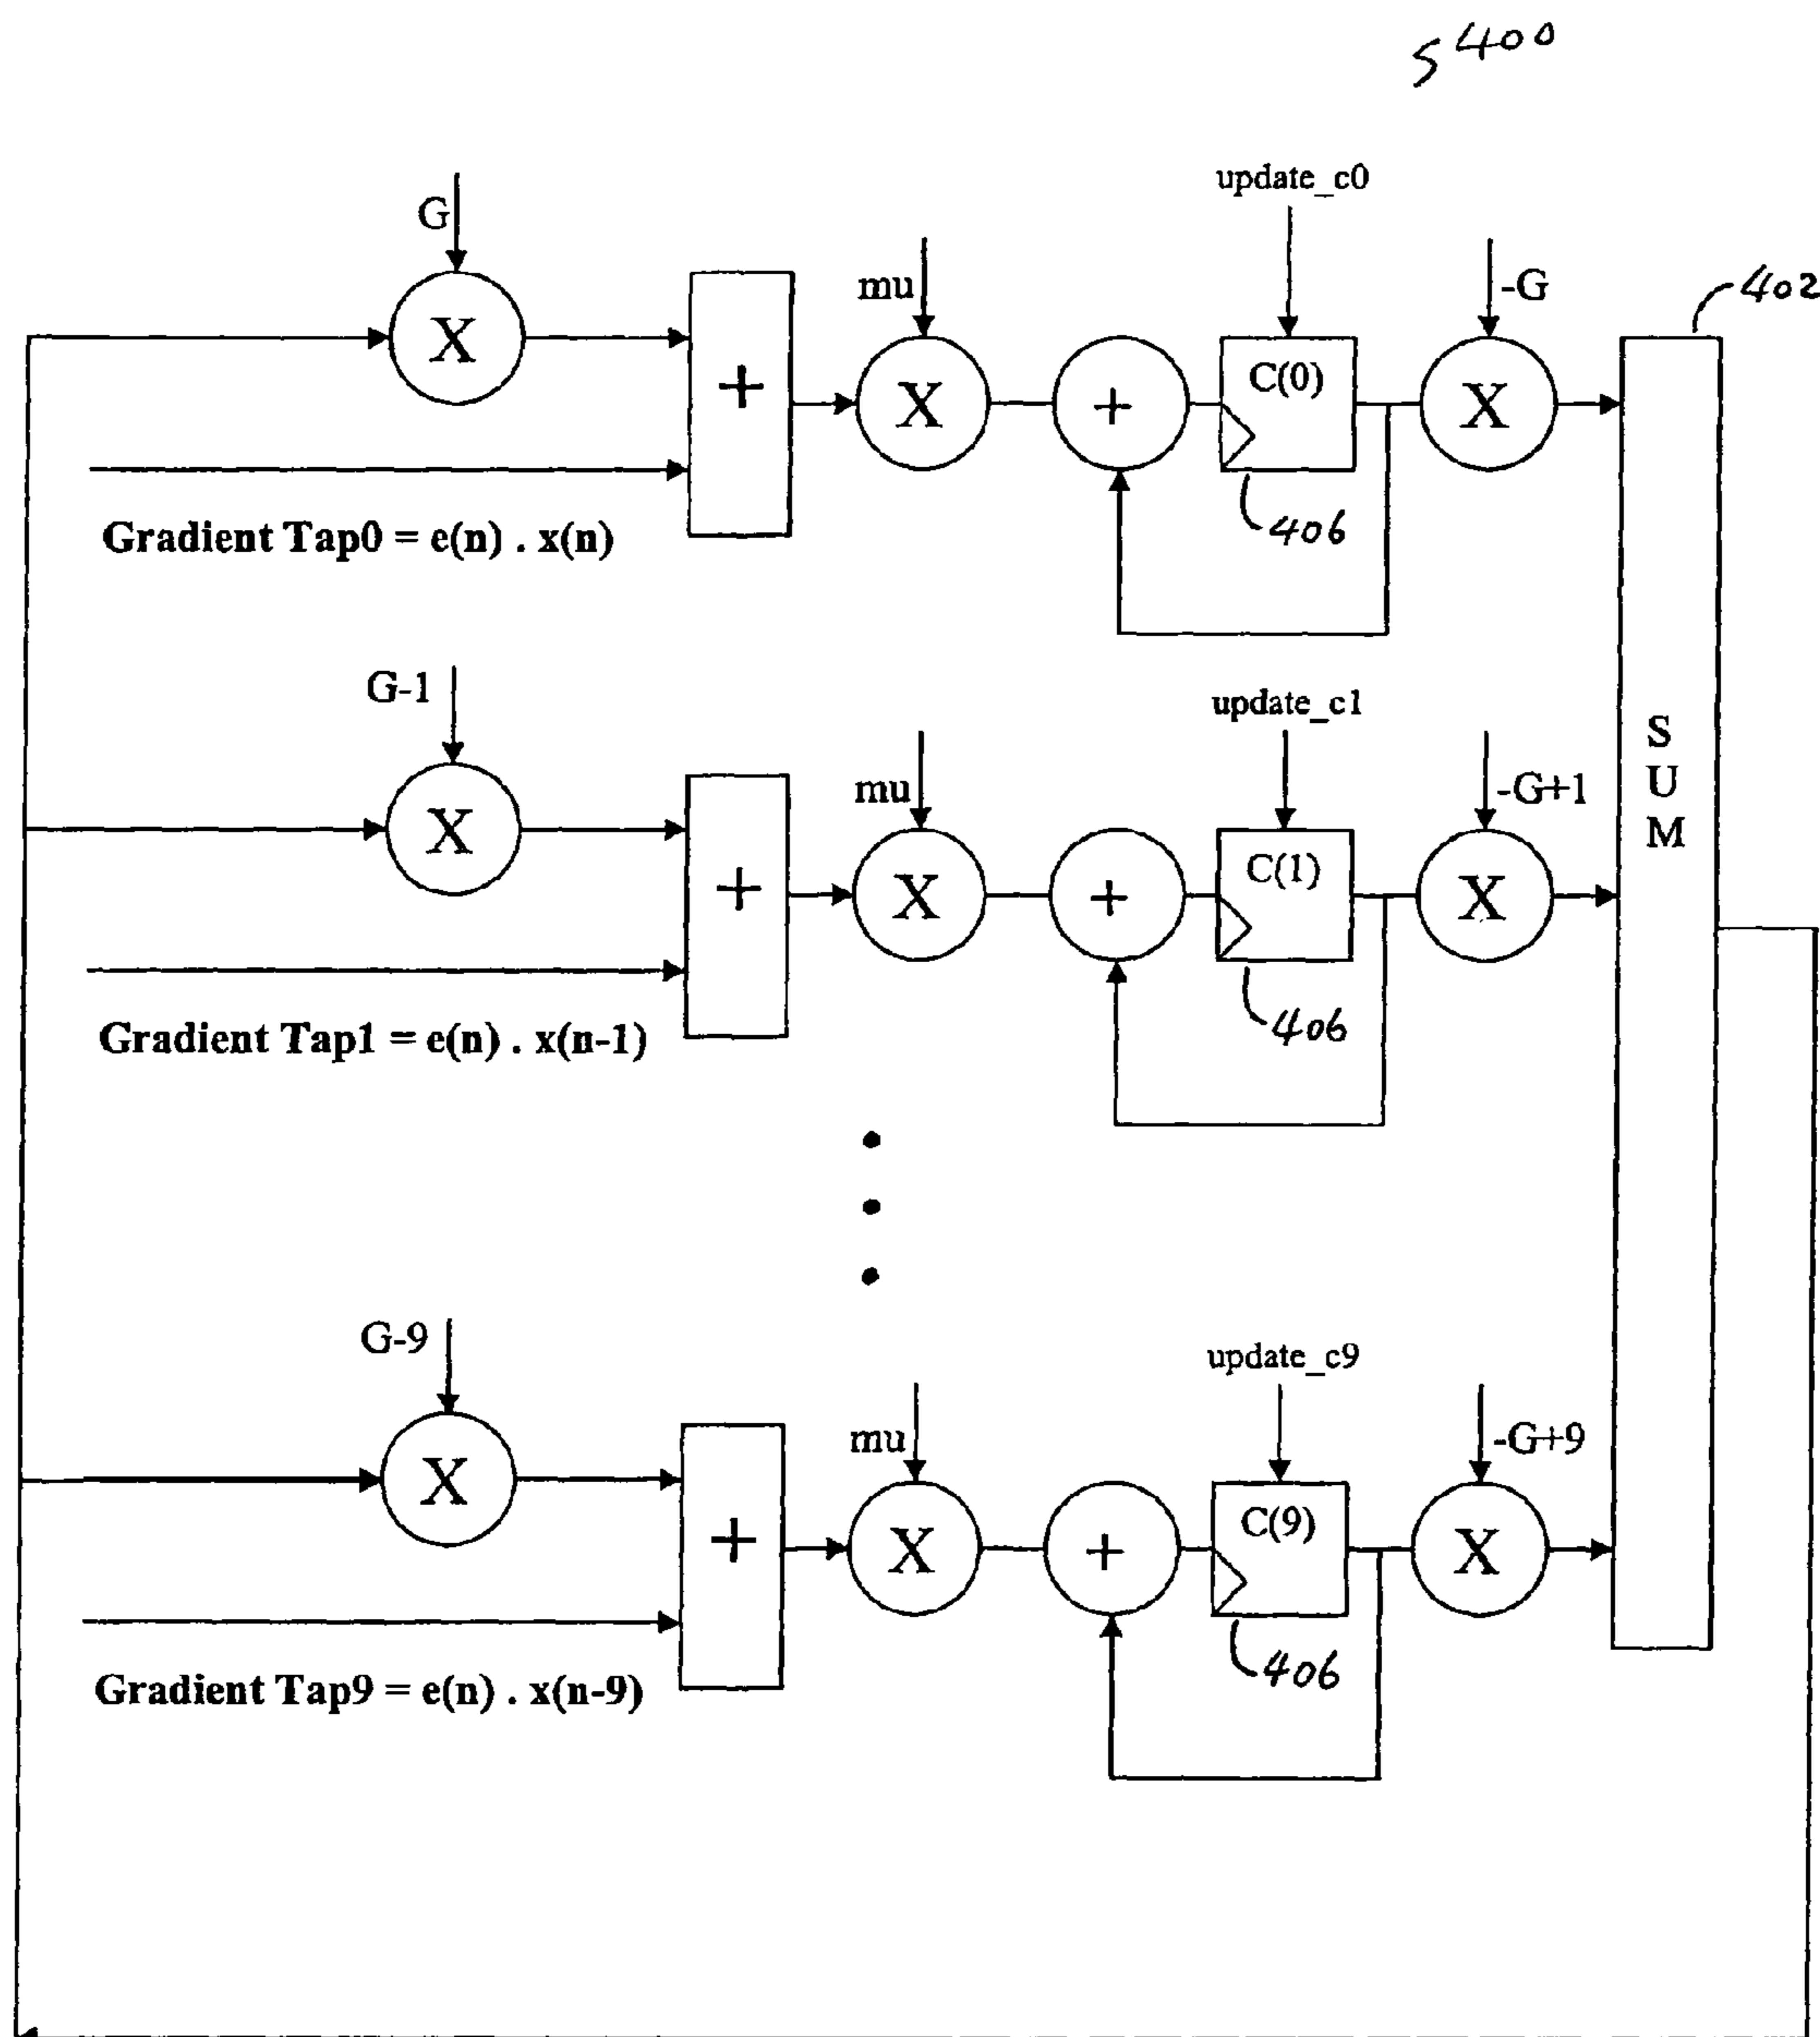 400
update_c0
G
mu
-G
402
X
+
X
+
C(0)
X
Gradient Tap0 = e(n) . x(n)
406
G-1
update_c1
mu
-G+1
S
U
M
X
+
X
+
C(1)
X
Gradient Tap1 = e(n) . x(n-1)
406
G-9
update_c9
mu
-G+9
X
+
X
+
C(9)
X
Gradient Tap9 = e(n) . x(n-9)
406